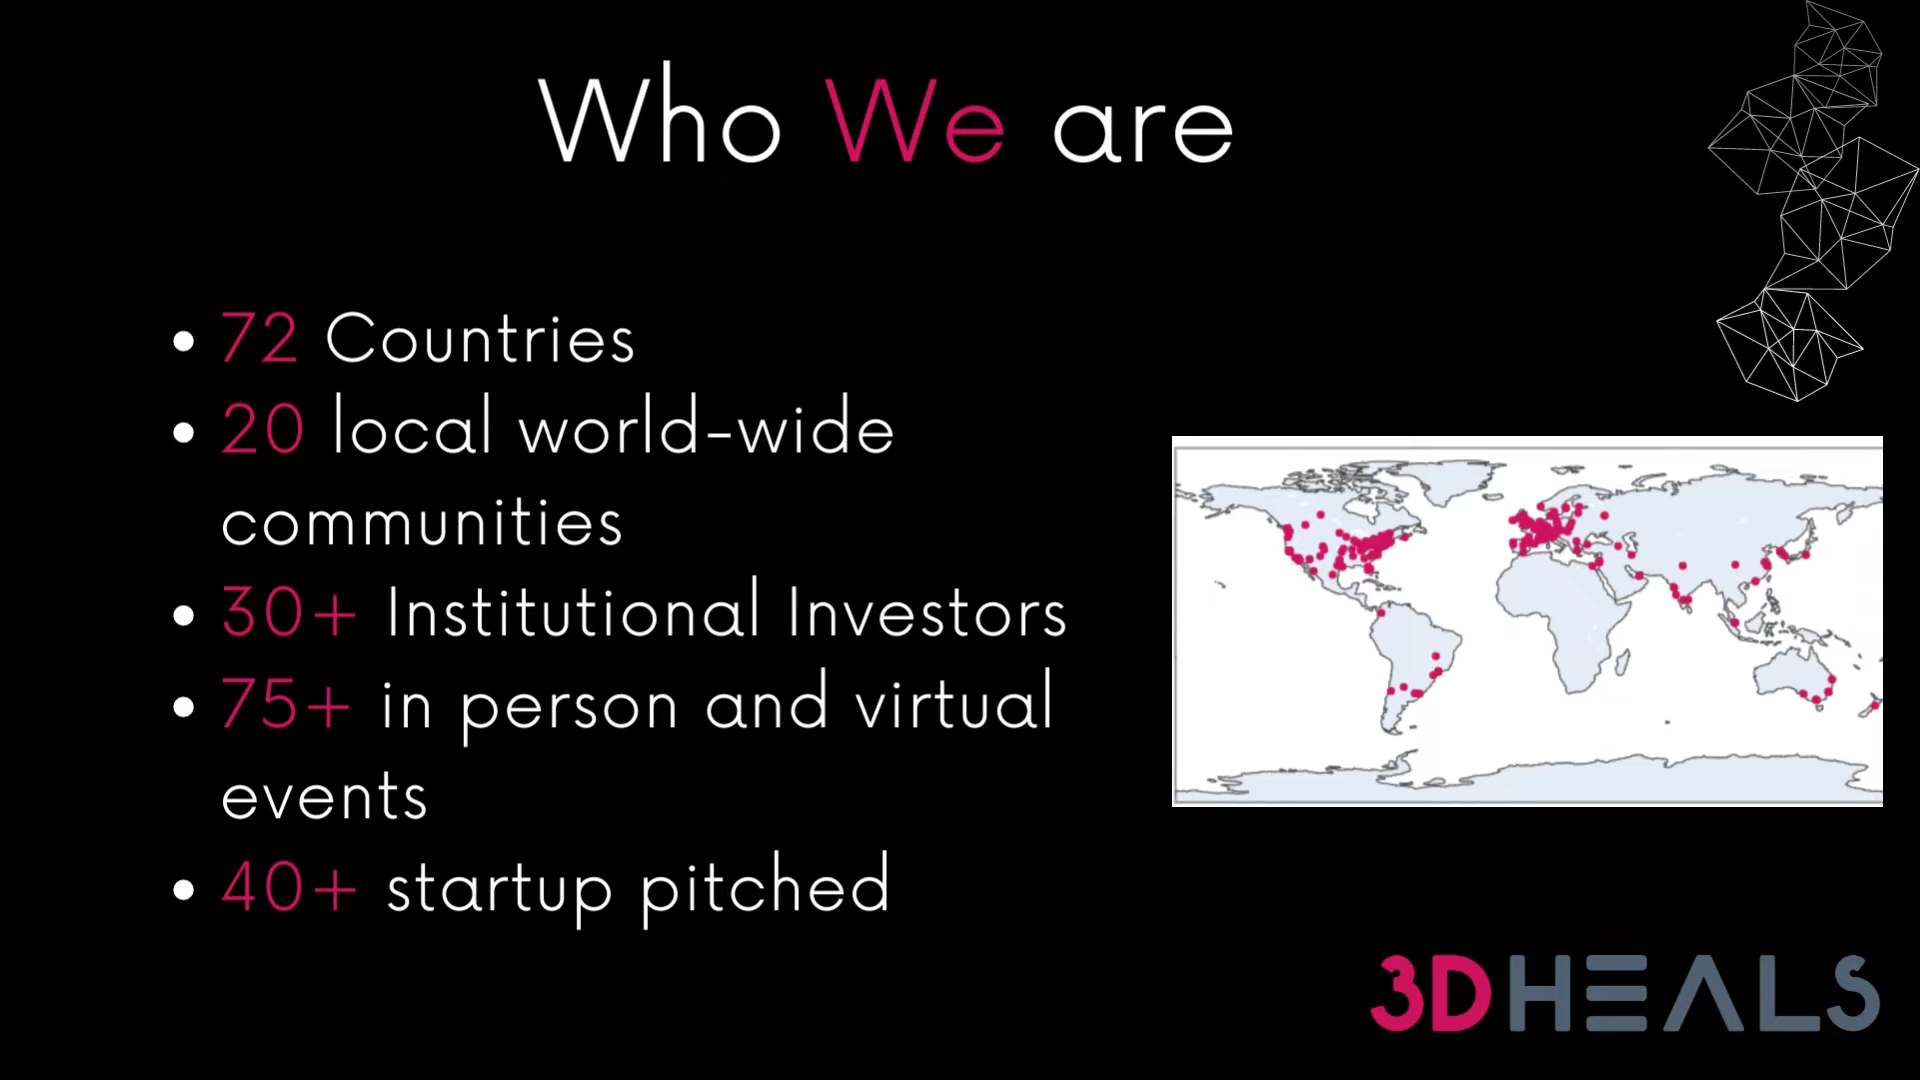 Who We are
72 Countries
20 local world-wide
communities
30+ Institutional Investors
75+ in person and virtual
events
40+ startup pitched
3DHEALS